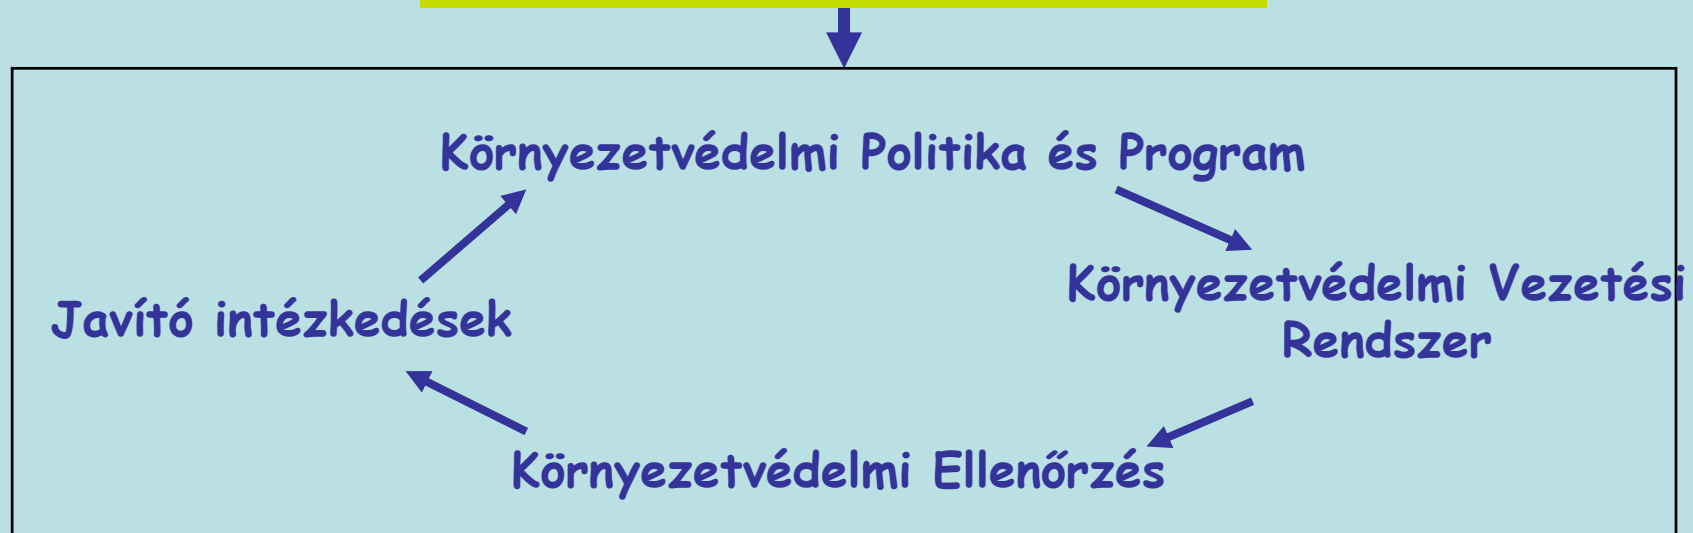 Környezetvédelmi Politika és Program
Környezetvédelmi Vezetési
Rendszer
Javító intézkedések
Környezetvédelmi Ellenőrzés